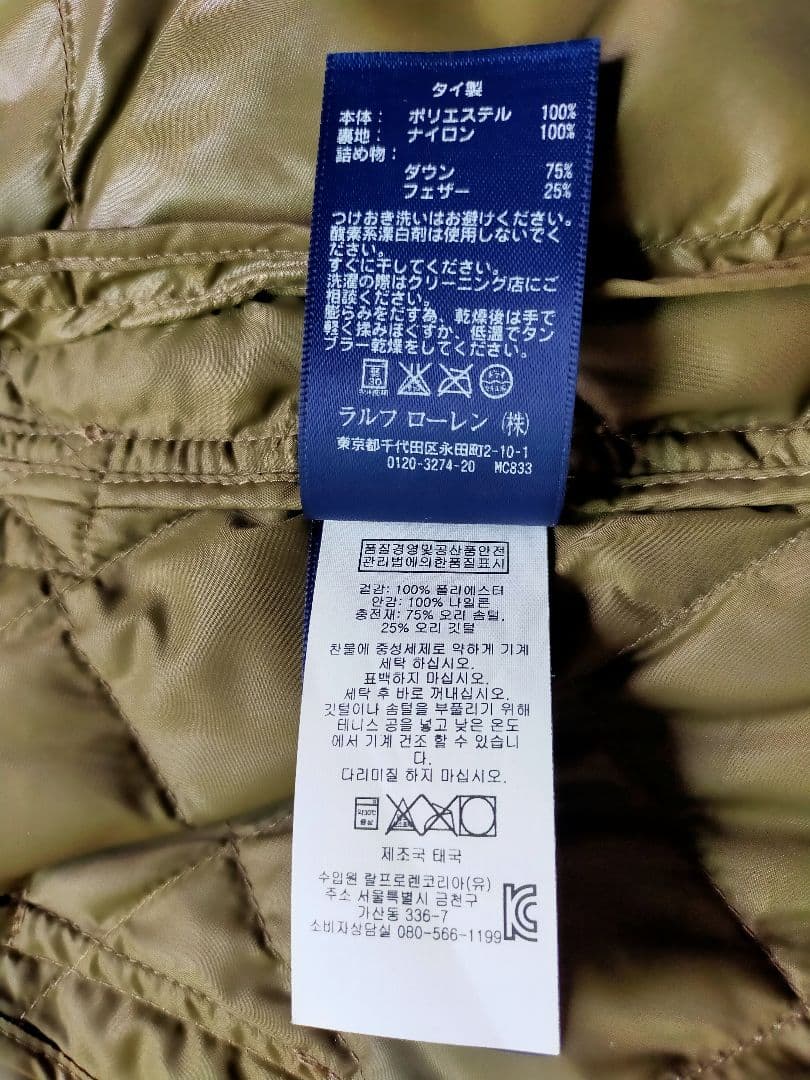 タイ製
本体: ポリエステル 100%
裏地: ナイロン 100%
詰め物:
ダウン 75%
フェザー 25%
つけおき洗いはお避けください。
酸素系漂白剤は使用しないでく
ださい。
すぐに干してください。
洗濯の際はクリーニング店にご
相談ください。
膨らみをだす為、乾燥後は手で
軽く揉みほぐすか、低温でタン
ブラー乾燥をしてください。
ラルフ ローレン (株)
東京都千代田区永田町2-10-1
0120-3274-20 MC833
품질경영및공산품안전
관리법에의한품질표시
겉감: 100% 폴리에스터
안감: 100% 나일론
충전재: 75% 오리 솜털.
25% 오리 깃털
찬물에 중성세제로 약하게 기계
세탁 하십시오.
표백하지 마십시오.
세탁 후 바로 꺼내십시오.
깃털이나 솜털을 부풀리기 위해
테니스 공을 넣고 낮은 온도
에서 기계 건조 할 수 있습니
다.
다리미질 하지 마십시오.
제조국 태국
수입원 랄프로렌코리아(유)
주소 서울특별시 금천구
가산동 336-7
소비자상담실 080-566-1199